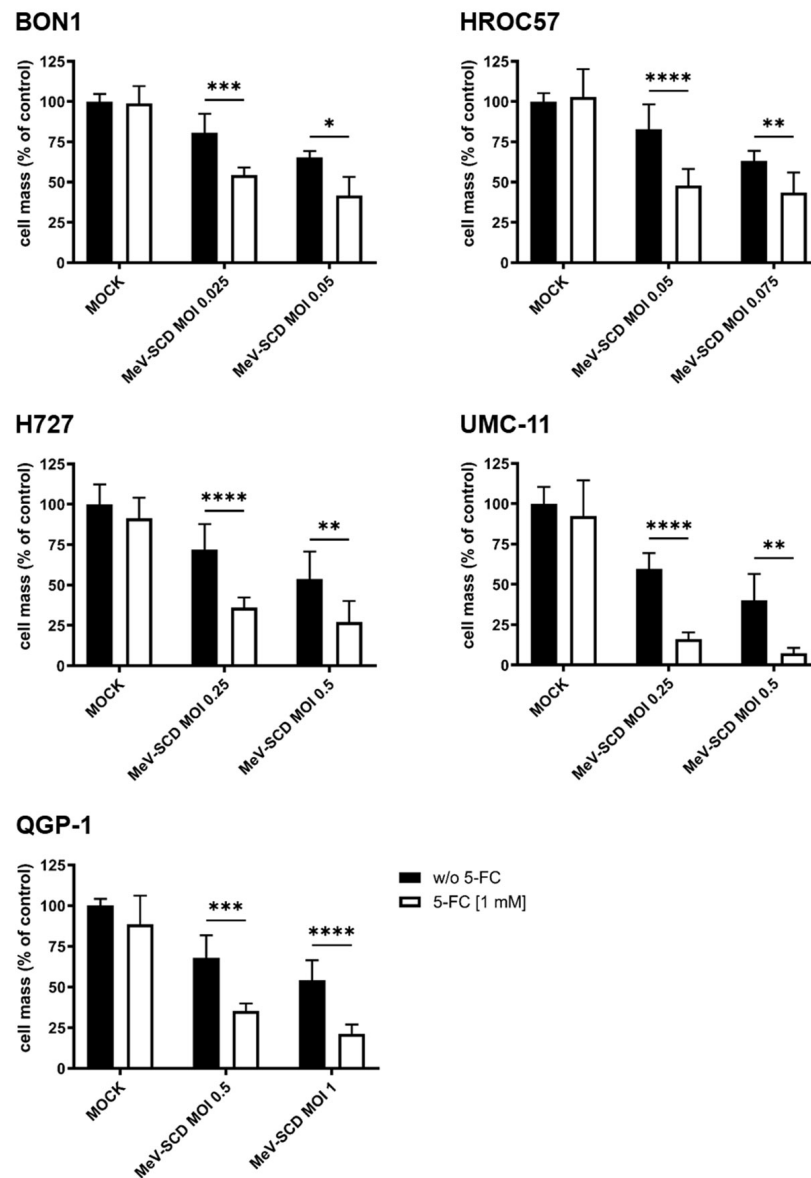 BON1
cell mass (% of control)
125
100
75
50
25
0
***
*
MOCK
MeV-SCD MOI 0.025
MeV-SCD MOI 0.05
HROC57
cell mass (% of control)
125
100
75
50
25
0
****
**
MOCK
MeV-SCD MOI 0.05
MeV-SCD MOI 0.075
H727
cell mass (% of control)
125
100
75
50
25
0
****
**
MOCK
MeV-SCD MOI 0.25
MeV-SCD MOI 0.5
UMC-11
cell mass (% of control)
125
100
75
50
25
0
****
**
MOCK
MeV-SCD MOI 0.25
MeV-SCD MOI 0.5
QGP-1
cell mass (% of control)
125
100
75
50
25
0
***
****
MOCK
MeV-SCD MOI 0.5
MeV-SCD MOI 1
w/o 5-FC
5-FC [1 mM]